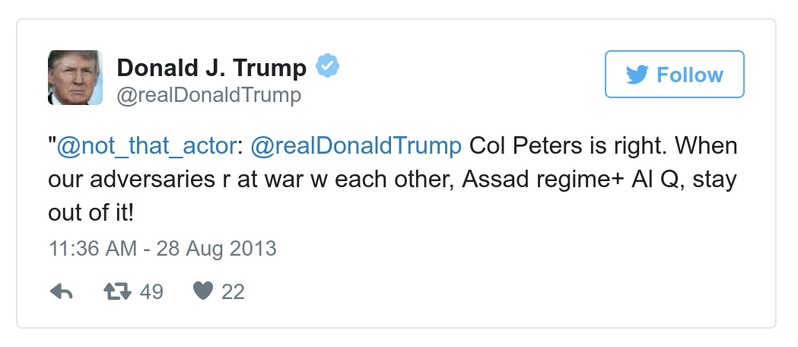 Donald J. Trump
@realDonaldTrump
Follow
"@not_that_actor: @realDonaldTrump Col Peters is right. When
our adversaries r at war w each other, Assad regime+ Al Q, stay
out of it!
11:36 AM - 28 Aug 2013
49 22